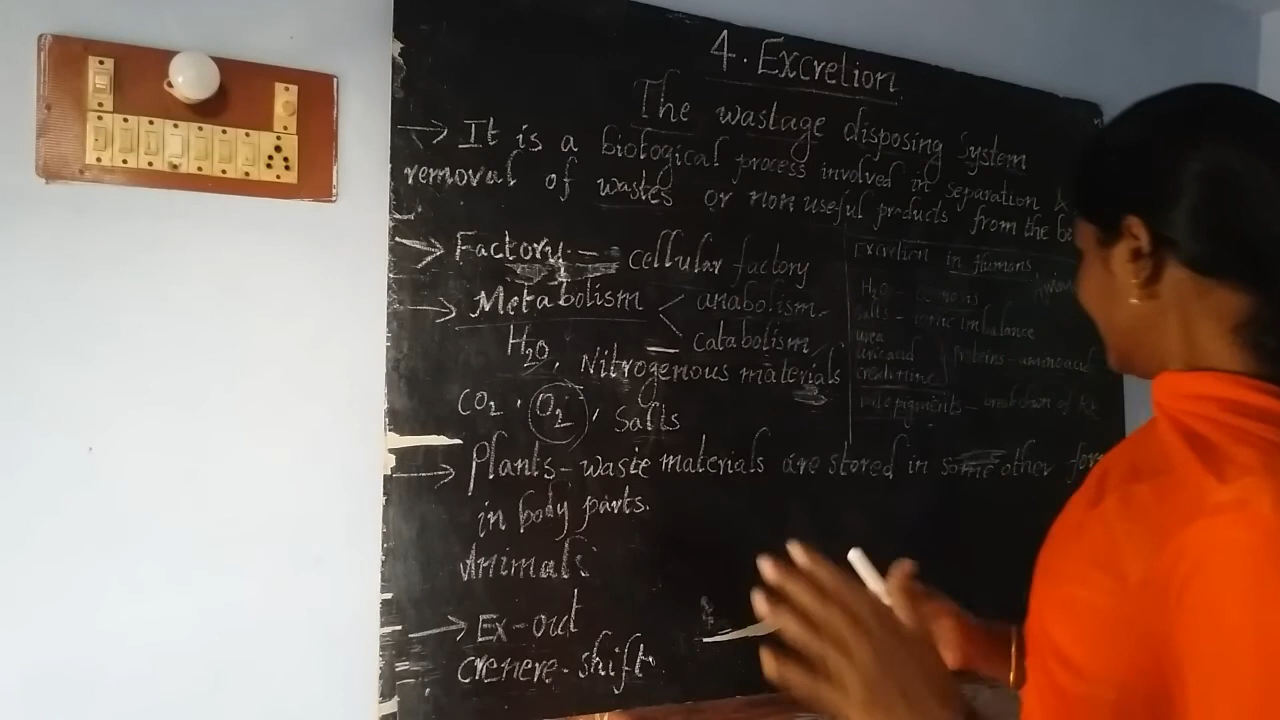 4. Excretion
The wastage disposing System
→ It is a biological process involved in separation &
removal of wastes or non useful products from the
→ Factory - cellular factory
→ Metabolism < anabolism
catabolism
H2O, Nitrogenous materials
CO2, O2, Salts
→ Plants - waste materials are stored in some other
in body parts.
Animals
→ Ex - out
crenere - shift
Excretion in Humans
H2O - osmosis
Salts - ionic imbalance
urea
uric acid
creatinine
Proteins - aminoacid
bile pigments - breakdown of